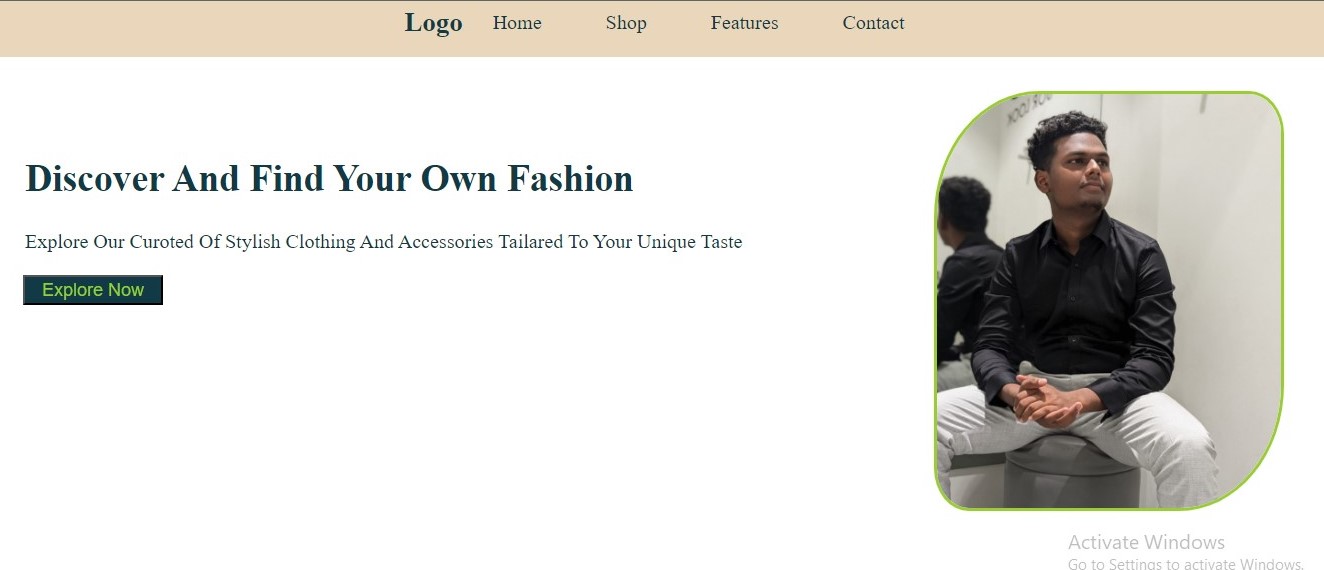 Logo Home Shop Features Contact
Discover And Find Your Own Fashion
Explore Our Curoted Of Stylish Clothing And Accessories Tailared To Your Unique Taste
Explore Now
Activate Windows
Go to Settings to activate Windows.